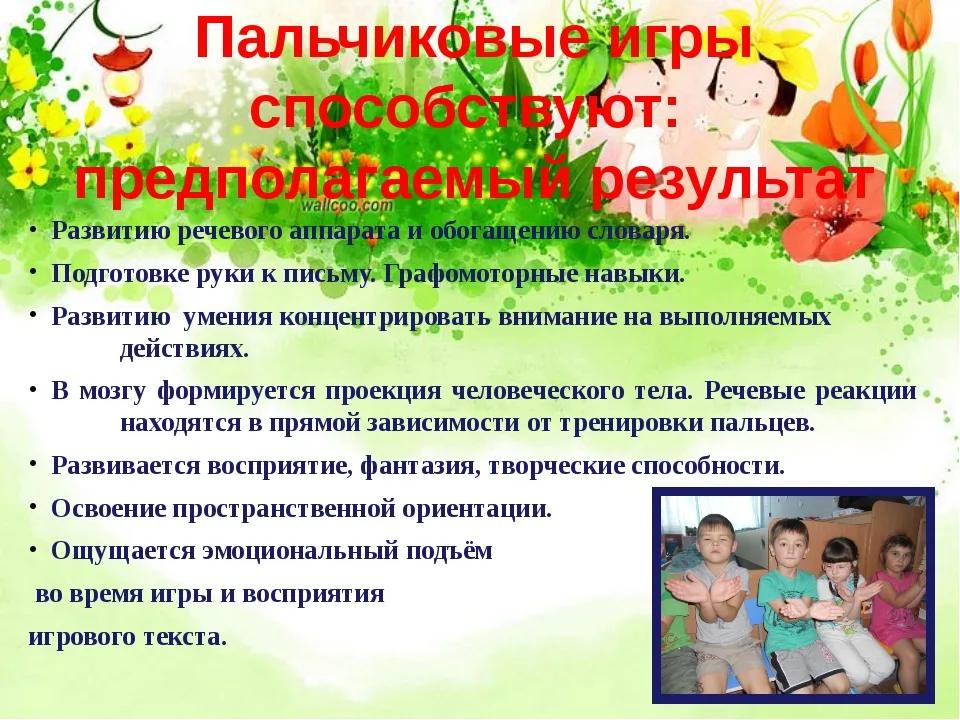 Пальчиковые игры
способствуют:
предполагаемый результат
wallcoo.com
• Развитию речевого аппарата и обогащению словаря.
• Подготовке руки к письму. Графомоторные навыки.
• Развитию умения концентрировать внимание на выполняемых
действиях.
• В мозгу формируется проекция человеческого тела. Речевые реакции
находятся в прямой зависимости от тренировки пальцев.
• Развивается восприятие, фантазия, творческие способности.
• Освоение пространственной ориентации.
• Ощущается эмоциональный подъём
во время игры и восприятия
игрового текста.